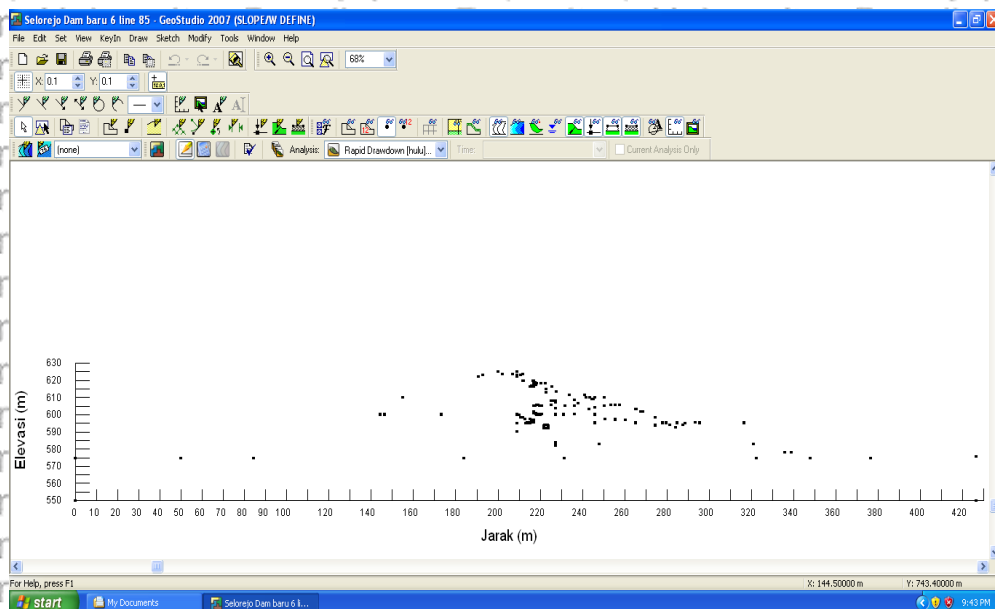 Selorejo Dam baru 6 line 85 - GeoStudio 2007 (SLOPE/W DEFINE)
File Edit Set View KeyIn Draw Sketch Modify Tools Window Help
68%
X: 0.1 Y: 0.1
(none) Analysis: Rapid Drawdown [hulu]... Time: Current Analysis Only
630
620
610
600
590
580
570
560
550
Elevasi (m)
0 10 20 30 40 50 60 70 80 90 100 120 140 160 180 200 220 240 260 280 300 320 340 360 380 400 420
Jarak (m)
For Help, press F1 X: 144.50000 m Y: 743.40000 m
start My Documents Selorejo Dam baru 6 li... 9:43 PM